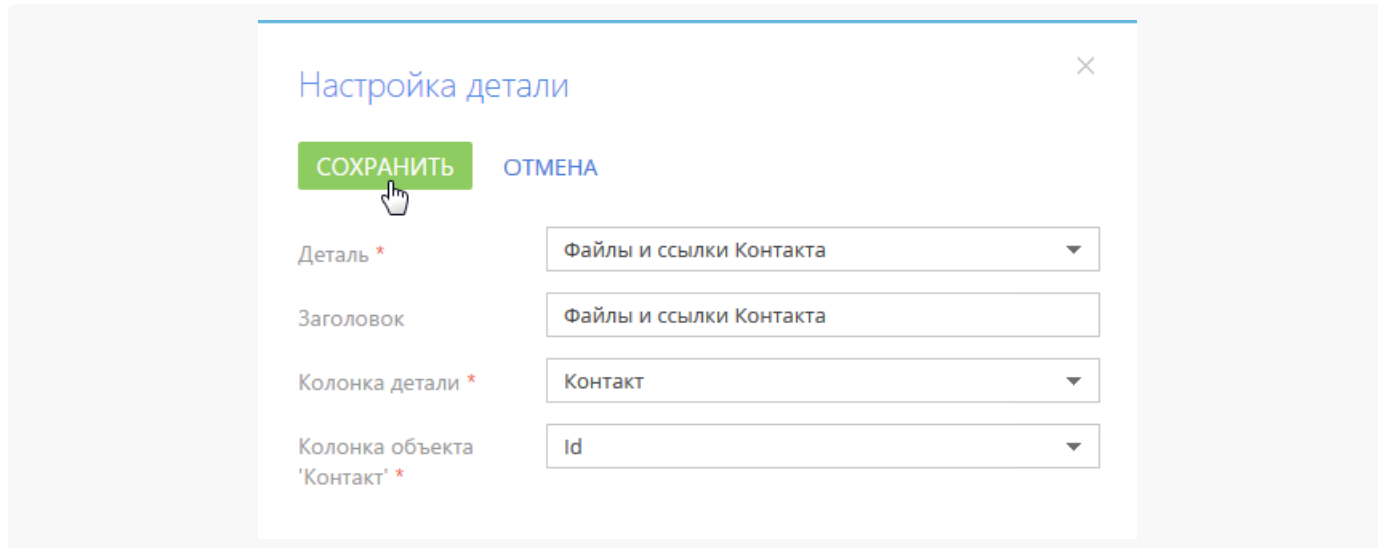 Настройка детали
СОХРАНИТЬ ОТМЕНА
Деталь * Файлы и ссылки Контакта
Заголовок Файлы и ссылки Контакта
Колонка детали * Контакт
Колонка объекта Id
'Контакт' *